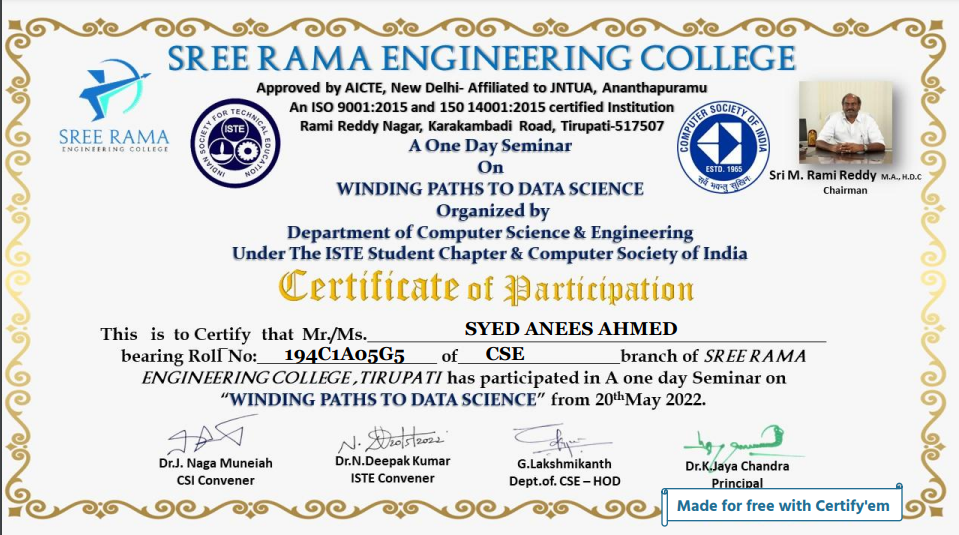 SREE RAMA ENGINEERING COLLEGE
Approved by AICTE, New Delhi- Affiliated to JNTUA, Ananthapuramu
An ISO 9001:2015 and 150 14001:2015 certified Institution
Rami Reddy Nagar, Karakambadi Road, Tirupati-517507
SREE RAMA
ENGINEERING COLLEGE
INDIAN SOCIETY FOR TECHNICAL EDUCATION
ISTE
COMPUTER SOCIETY OF INDIA
ESTD. 1965
सर्वे भवन्तु सुखिनः
Sri M. Rami Reddy M.A., H.D.C
Chairman
A One Day Seminar
On
WINDING PATHS TO DATA SCIENCE
Organized by
Department of Computer Science & Engineering
Under The ISTE Student Chapter & Computer Society of India
Certificate of Participation
This is to Certify that Mr./Ms. SYED ANEES AHMED
bearing Roll No: 194C1A05G5 of CSE branch of SREE RAMA
ENGINEERING COLLEGE ,TIRUPATI has participated in A one day Seminar on
“WINDING PATHS TO DATA SCIENCE” from 20thMay 2022.
20/5/2022
Dr.J. Naga Muneiah
CSI Convener
Dr.N.Deepak Kumar
ISTE Convener
G.Lakshmikanth
Dept.of. CSE – HOD
Dr.K.Jaya Chandra
Principal
Made for free with Certify'em